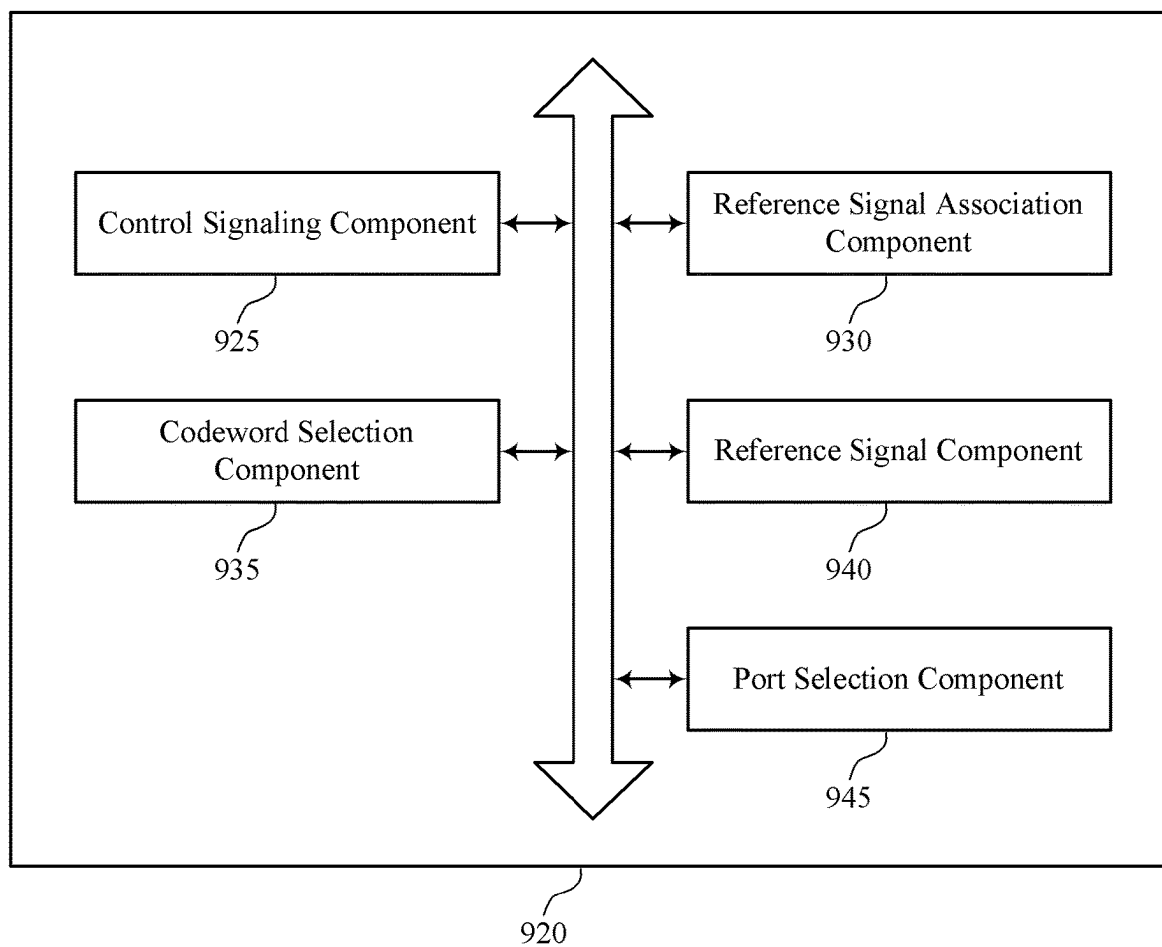 Control Signaling Component
925
Reference Signal Association
Component
930
Codeword Selection
Component
935
Reference Signal Component
940
Port Selection Component
945
920